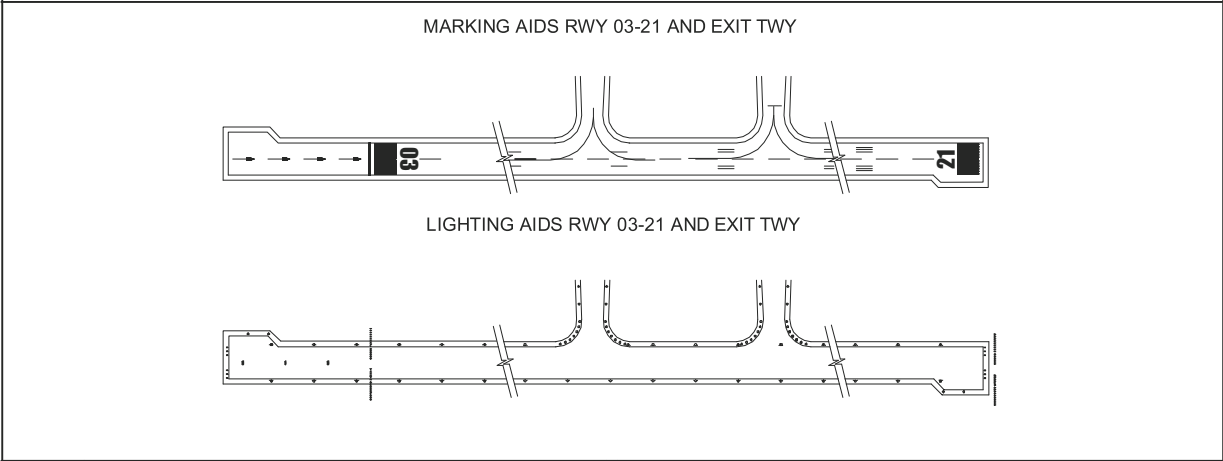 MARKING AIDS RWY 03-21 AND EXIT TWY
03
21
LIGHTING AIDS RWY 03-21 AND EXIT TWY